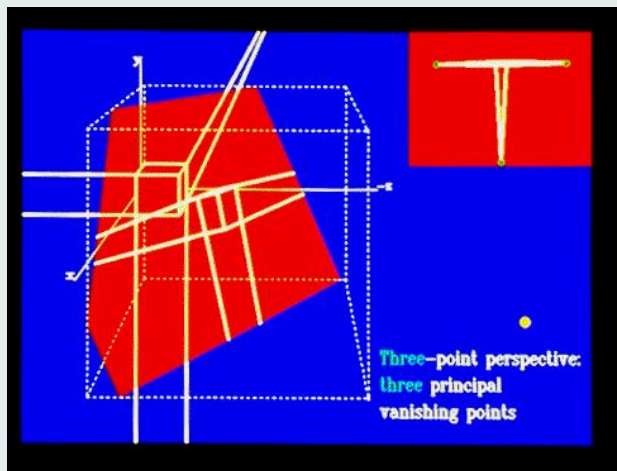 y
x
Three-point perspective:
three principal
vanishing points